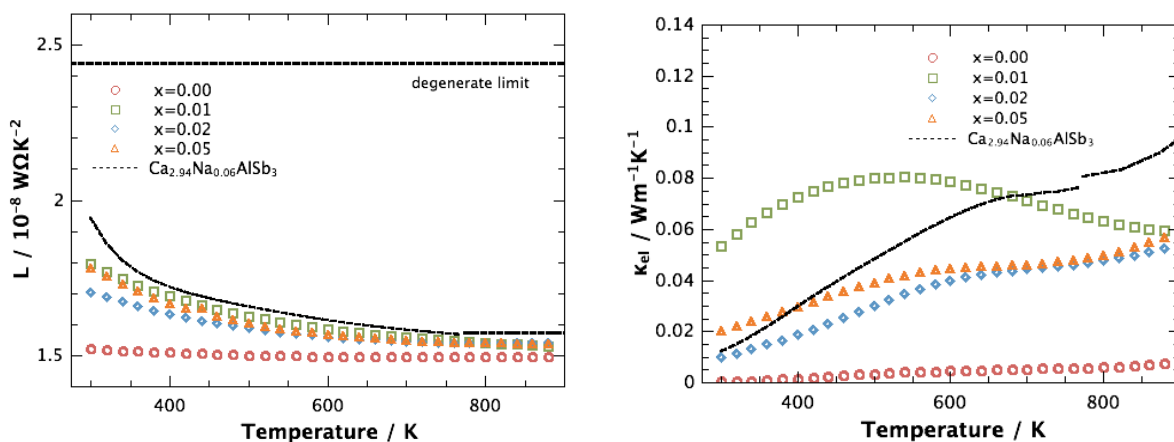 2.5
2
1.5
L / 10⁻⁸ WΩK⁻²
degenerate limit
x=0.00
x=0.01
x=0.02
x=0.05
Ca₂.₉₄Na₀.₀₆AlSb₃
400
600
800
Temperature / K
0.14
0.12
0.1
0.08
0.06
0.04
0.02
0
κₑₗ / Wm⁻¹K⁻¹
x=0.00
x=0.01
x=0.02
x=0.05
Ca₂.₉₄Na₀.₀₆AlSb₃
400
600
800
Temperature / K